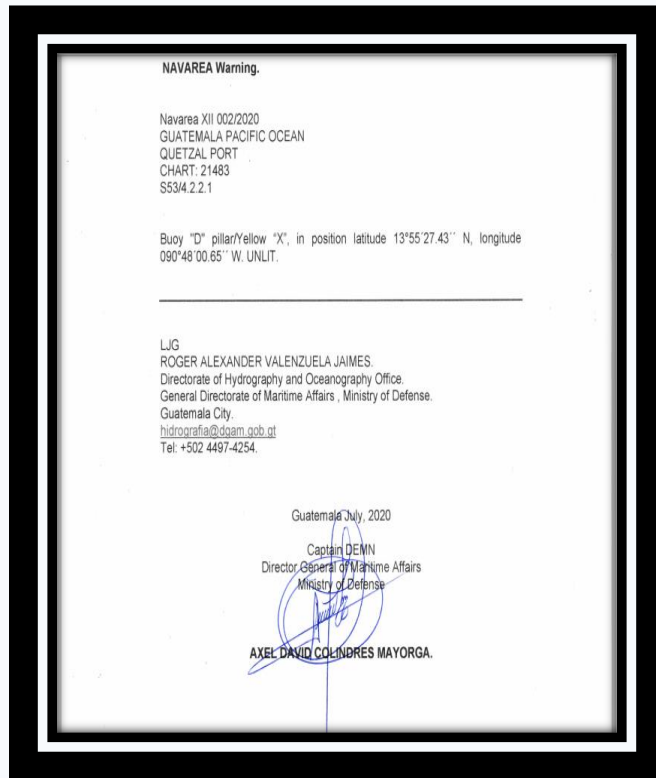 NAVAREA Warning.
Navarea XII 002/2020
GUATEMALA PACIFIC OCEAN
QUETZAL PORT
CHART: 21483
S53/4.2.2.1
Buoy "D" pillar/Yellow “X”, in position latitude 13°55´27.43´´ N, longitude
090°48´00.65´´ W. UNLIT.
LJG
ROGER ALEXANDER VALENZUELA JAIMES.
Directorate of Hydrography and Oceanography Office.
General Directorate of Maritime Affairs , Ministry of Defense.
Guatemala City.
hidrografia@dgam.gob.gt
Tel: +502 4497-4254.
Guatemala July, 2020
Captain DEMN
Director General of Maritime Affairs
Ministry of Defense
AXEL DAVID COLINDRES MAYORGA.